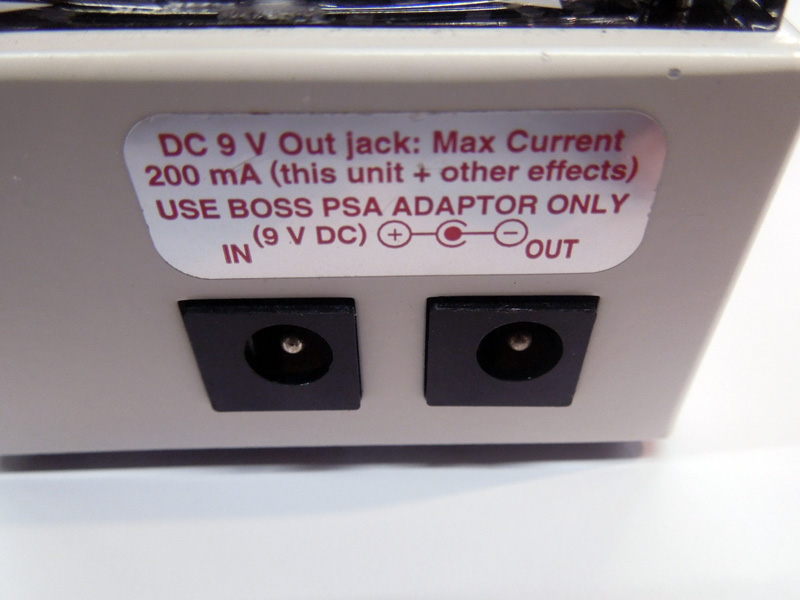 DC 9 V Out jack: Max Current
200 mA (this unit + other effects)
USE BOSS PSA ADAPTOR ONLY
IN (9 V DC) + − OUT